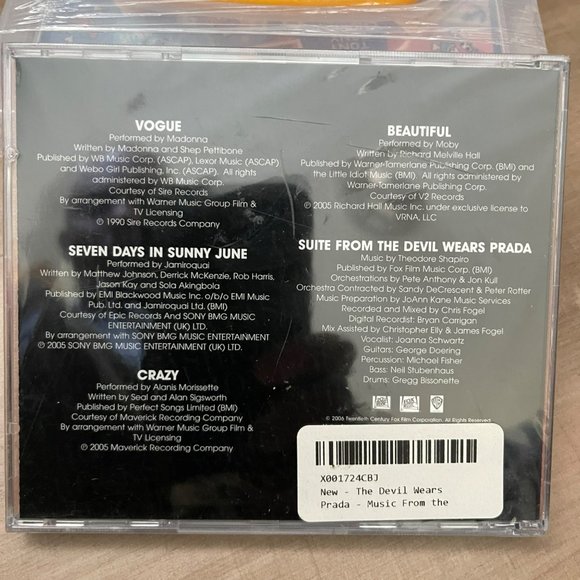 VOGUE
Performed by Madonna
Written by Madonna and Shep Pettibone
Published by WB Music Corp. (ASCAP), Lexor Music (ASCAP)
and Webo Girl Publishing, Inc. (ASCAP). All rights
administered by WB Music Corp.
Courtesy of Sire Records
By arrangement with Warner Music Group Film &
TV Licensing
℗ 1990 Sire Records Company
SEVEN DAYS IN SUNNY JUNE
Performed by Jamiroquai
Written by Matthew Johnson, Derrick McKenzie, Rob Harris,
Jason Kay and Sola Akingbola
Published by EMI Blackwood Music Inc. o/b/o EMI Music
Pub. Ltd. and Jamiroquai Ltd. (BMI)
Courtesy of Epic Records And SONY BMG MUSIC
ENTERTAINMENT (UK) LTD.
By arrangement with SONY BMG MUSIC ENTERTAINMENT
℗ 2005 SONY BMG MUSIC ENTERTAINMENT (UK) LTD.
CRAZY
Performed by Alanis Morissette
Written by Seal and Alan Sigsworth
Published by Perfect Songs Limited (BMI)
Courtesy of Maverick Recording Company
By arrangement with Warner Music Group Film &
TV Licensing
℗ 2005 Maverick Recording Company
BEAUTIFUL
Performed by Moby
Written by Richard Melville Hall
Published by Warner-Tamerlane Publishing Corp. (BMI) and
the Little Idiot Music (BMI). All rights administered by
Warner-Tamerlane Publishing Corp. (BMI)
Courtesy of V2 Records
℗ 2005 Richard Hall Music Inc. under exclusive license to
VRNA, LLC
SUITE FROM THE DEVIL WEARS PRADA
Music by Theodore Shapiro
Published by Fox Film Music Corp. (BMI)
Orchestrations by Pete Anthony & Jon Kull
Orchestra Contracted by Sandy DeCrescent & Peter Rotter
Music Preparation by JoAnn Kane Music Services
Recorded and Mixed by Chris Fogel
Digital Recordist: Bryan Carrigan
Mix Assisted by Christopher Elly & James Fogel
Vocalist: Joanna Schwartz
Guitars: George Doering
Percussion: Michael Fisher
Bass: Neil Stubenhaus
Drums: Gregg Bissonette
© 2006 Twentieth Century Fox Film Corporation. All Rights Reserved.
X001724CBJ
New - The Devil Wears
Prada - Music From the